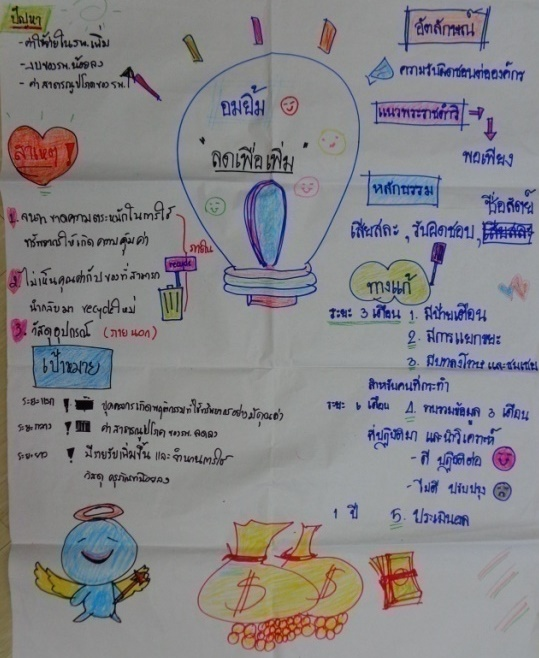 ปัญหา
- ค่าใช้จ่ายในรพ.เพิ่ม
- งบของรพ.น้อยลง
- ค่าสาธารณูปโภคของรพ.
สาเหตุ !
1. จนท. ขาดความตระหนักในการใช้
ทรัพยากรให้เกิดความคุ้มค่า
2. ไม่เห็นคุณค่ากับของที่สามารถ
นำกลับมา recycle ใหม่
ภายใน
recycle
3. วัสดุอุปกรณ์ (ภายนอก)
เป้าหมาย
ระยะแรก ! บุคลากรเกิดพฤติกรรมที่ใช้ทรัพยากรอย่างมีคุณค่า
ระยะกลาง ! ค่าสาธารณูปโภคของรพ.ลดลง
ระยะยาว ! มีรายรับเพิ่มขึ้น และจำนวนการใช้
วัสดุ ครุภัณฑ์น้อยลง
อมยิ้ม
"ลดเพื่อเพิ่ม"
อัตลักษณ์
ความรับผิดชอบต่อองค์กร
แนวพระราชดำริ
พอเพียง
หลักธรรม
ซื่อสัตย์
เสียสละ, รับผิดชอบ, เสียสละ
ทางแก้
ระยะ 3 เดือน 1. มีป้ายเตือน
2. มีการแยกขยะ
3. มีบทลงโทษ และชมเชย
สำหรับคนที่กระทำ
ระยะ 6 เดือน 4. ทบทวนข้อมูล 3 เดือน
ที่ปฏิบัติมา และนำวิเคราะห์
- ดี ปฏิบัติต่อ
- ไม่ดี ปรับปรุง
1 ปี 5. ประเมินผล
$ $